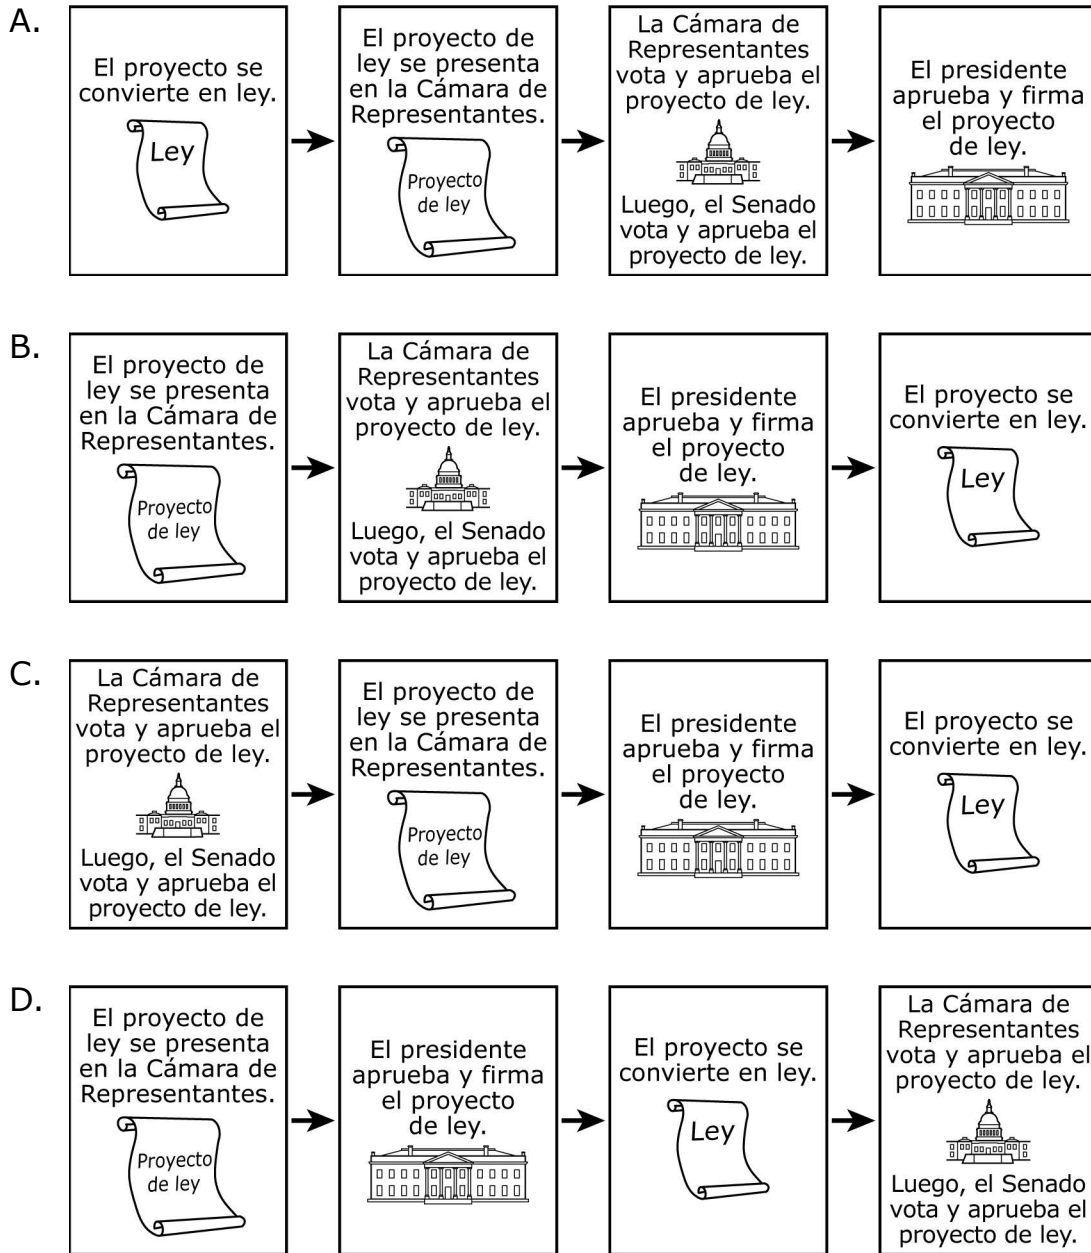 A.
El proyecto se
convierte en ley.
Ley
El proyecto de
ley se presenta
en la Cámara de
Representantes.
Proyecto
de ley
La Cámara de
Representantes
vota y aprueba el
proyecto de ley.
Luego, el Senado
vota y aprueba el
proyecto de ley.
El presidente
aprueba y firma
el proyecto
de ley.
B.
El proyecto de
ley se presenta
en la Cámara de
Representantes.
Proyecto
de ley
La Cámara de
Representantes
vota y aprueba el
proyecto de ley.
Luego, el Senado
vota y aprueba el
proyecto de ley.
El presidente
aprueba y firma
el proyecto
de ley.
El proyecto se
convierte en ley.
Ley
C.
La Cámara de
Representantes
vota y aprueba el
proyecto de ley.
Luego, el Senado
vota y aprueba el
proyecto de ley.
El proyecto de
ley se presenta
en la Cámara de
Representantes.
Proyecto
de ley
El presidente
aprueba y firma
el proyecto
de ley.
El proyecto se
convierte en ley.
Ley
D.
El proyecto de
ley se presenta
en la Cámara de
Representantes.
Proyecto
de ley
El presidente
aprueba y firma
el proyecto
de ley.
El proyecto se
convierte en ley.
Ley
La Cámara de
Representantes
vota y aprueba el
proyecto de ley.
Luego, el Senado
vota y aprueba el
proyecto de ley.